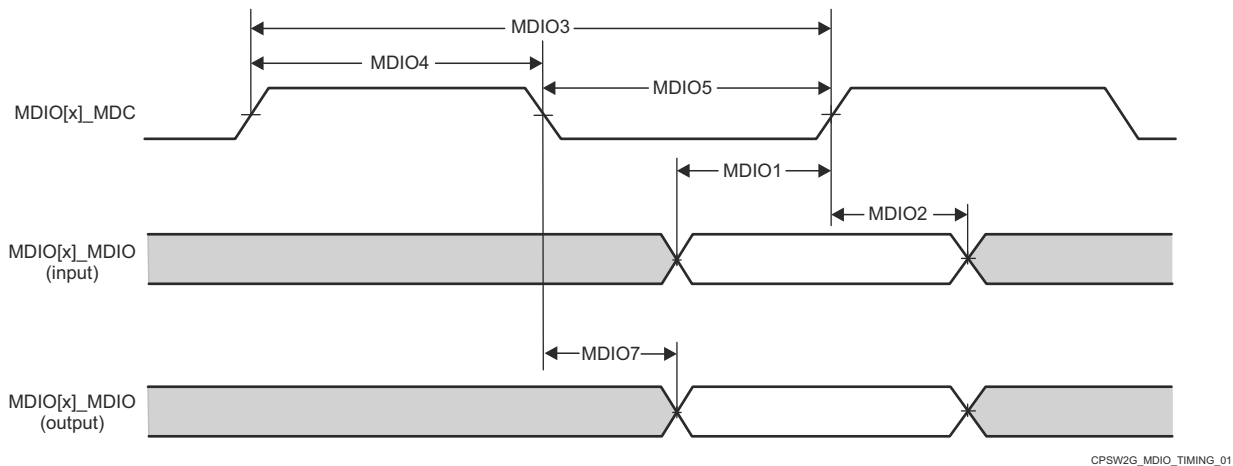 MDIO3
MDIO4
MDIO5
MDIO[x]_MDC
MDIO1
MDIO2
MDIO[x]_MDIO
(input)
MDIO7
MDIO[x]_MDIO
(output)
CPSW2G_MDIO_TIMING_01